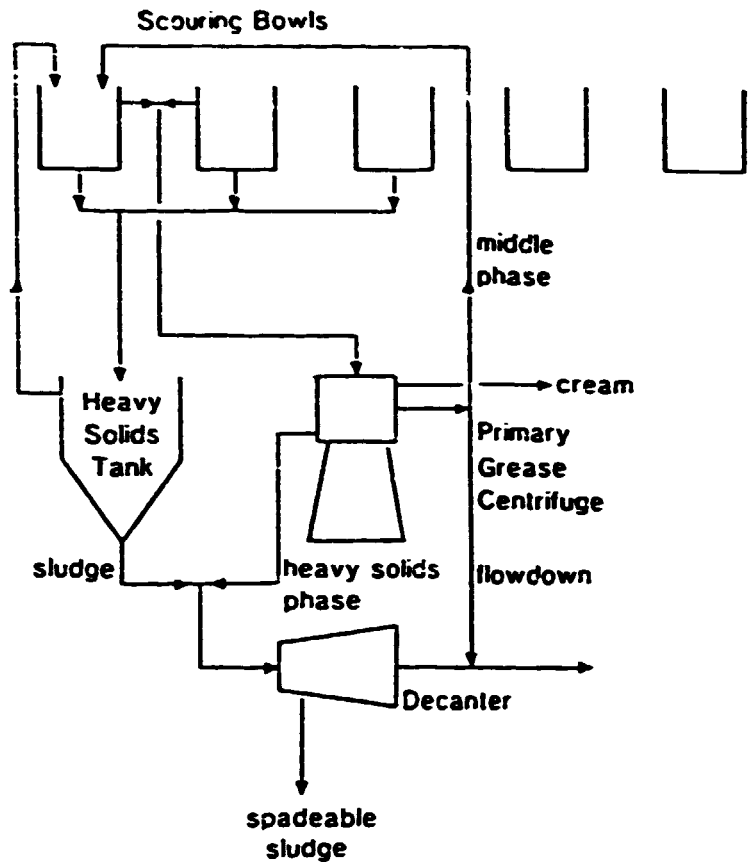 Scouring Bowls
middle
phase
Heavy
Solids
Tank
cream
Primary
Grease
Centrifuge
sludge
heavy solids
phase
flowdown
Decanter
spadeable
sludge